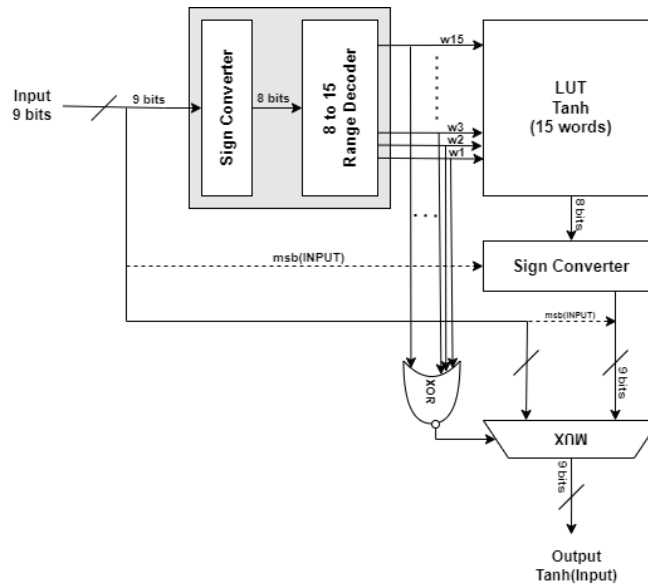 Input
9 bits
9 bits
Sign Converter
8 bits
8 to 15
Range Decoder
w15
w3
w2
w1
LUT
Tanh
(15 words)
8 bits
msb(INPUT)
Sign Converter
msb(INPUT)
XOR
9 bits
MUX
9 bits
Output
Tanh(Input)